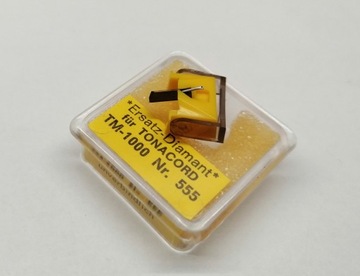 *Ersatz-Diamant*
für TONACORD
TM-1000 Nr. 555